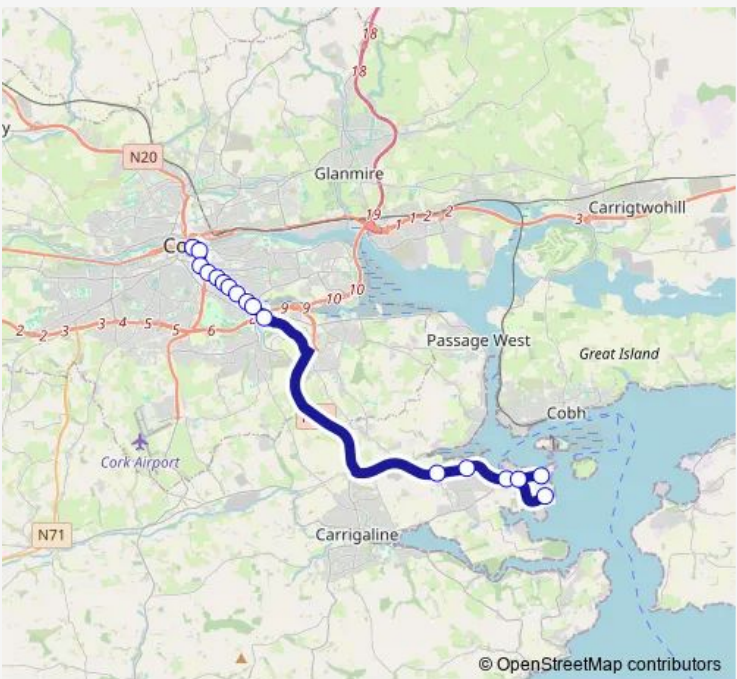 18
18
N20
y
Glanmire
19
1 1 2 2
3
Carrigtwohill
Co
10
9 9 10
2 2 3 3 4 5 5 6
Passage West
Great Island
Cobh
Cork Airport
N71
Carrigaline
© OpenStreetMap contributors